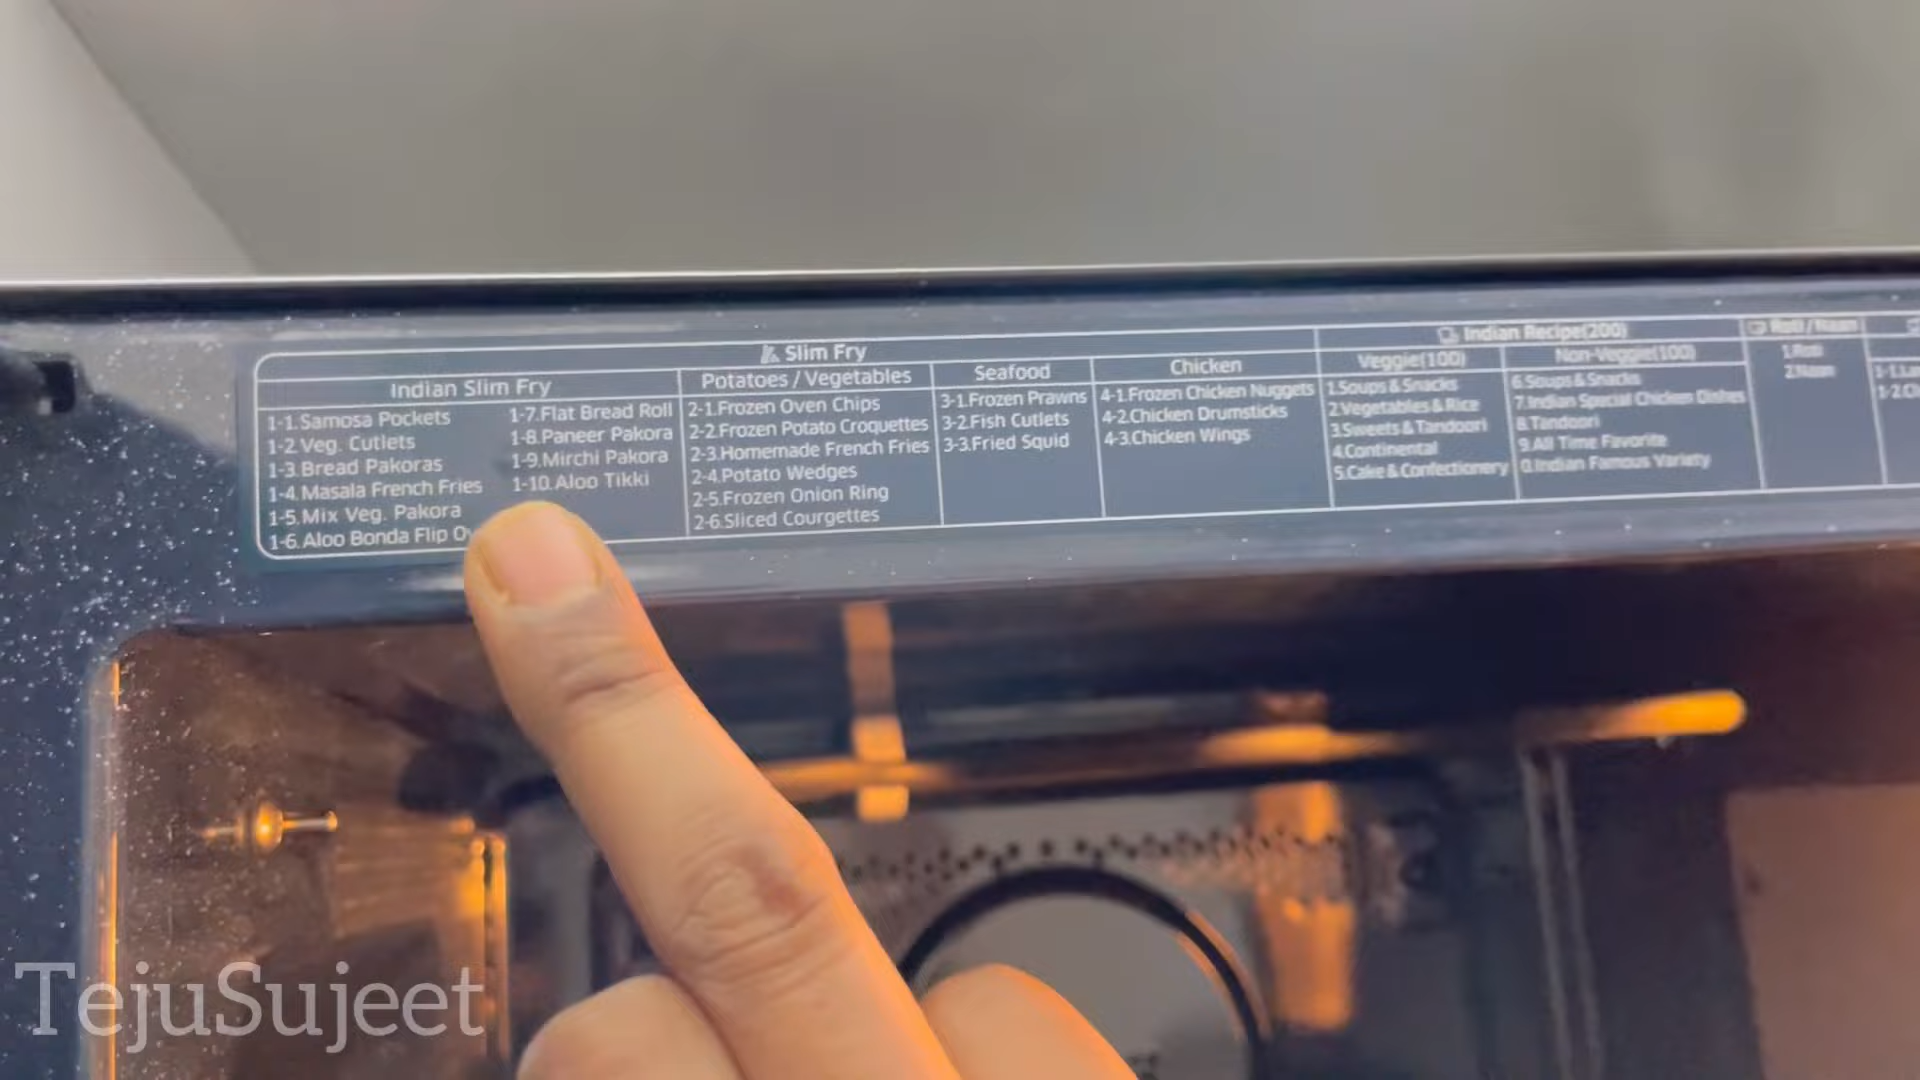 Slim Fry
Indian Slim Fry
1-1.Samosa Pockets
1-2.Veg. Cutlets
1-3.Bread Pakoras
1-4.Masala French Fries
1-5.Mix Veg. Pakora
1-6.Aloo Bonda Flip
1-7.Flat Bread Roll
1-8.Paneer Pakora
1-9.Mirchi Pakora
1-10.Aloo Tikki
Potatoes / Vegetables
2-1.Frozen Oven Chips
2-2.Frozen Potato Croquettes
2-3.Homemade French Fries
2-4.Potato Wedges
2-5.Frozen Onion Ring
2-6.Sliced Courgettes
Seafood
3-1.Frozen Prawns
3-2.Fish Cutlets
3-3.Fried Squid
Chicken
4-1.Frozen Chicken Nuggets
4-2.Chicken Drumsticks
4-3.Chicken Wings
Indian Recipe(200)
Veggie(100)
1.Soups & Snacks
2.Vegetables & Rice
3.Sweets & Tandoori
4.Continental
5.Cake & Confectionery
Non-Veggie(100)
6.Soups & Snacks
7.Indian Special Chicken Dishes
8.Tandoori
9.All Time Favorite
0.Indian Famous Variety
Roti / Naan
1.Roti
2.Naan
TejuSujeet